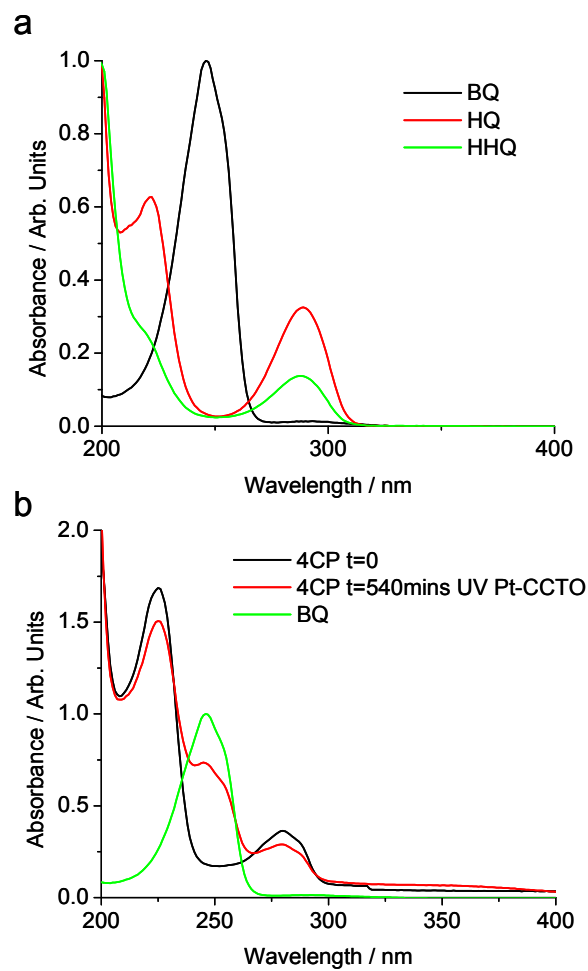 a
BQ
HQ
HHQ
1.0
0.8
0.6
0.4
0.2
0.0
Absorbance / Arb. Units
200
300
400
Wavelength / nm
b
4CP t=0
4CP t=540mins UV Pt-CCTO
BQ
2.0
1.5
1.0
0.5
0.0
Absorbance / Arb. Units
200
250
300
350
400
Wavelength / nm